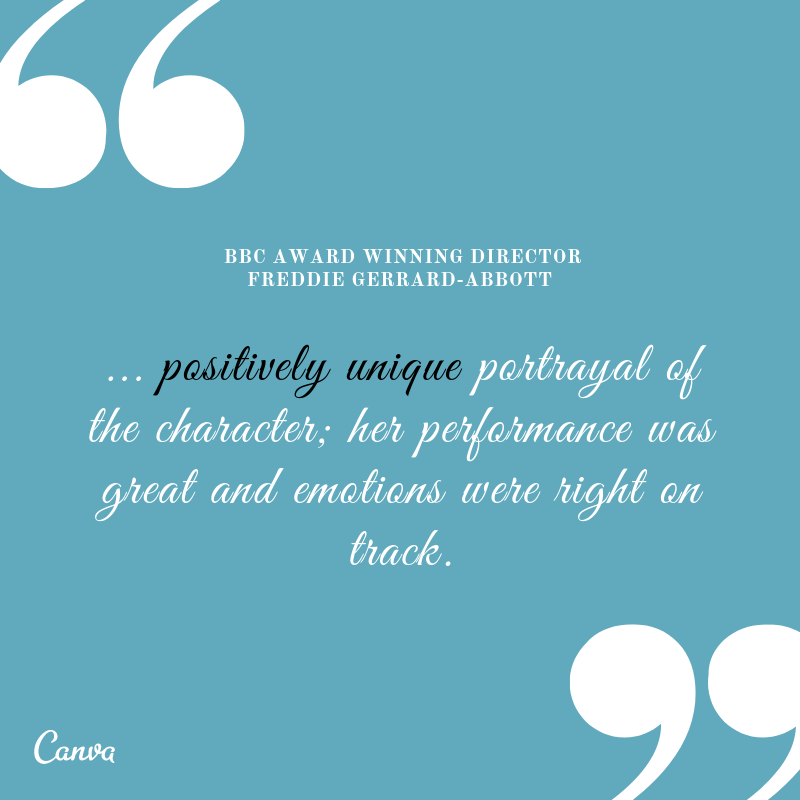 BBC AWARD WINNING DIRECTOR
FREDDIE GERRARD-ABBOTT
... positively unique portrayal of
the character; her performance was
great and emotions were right on
track.
Canva